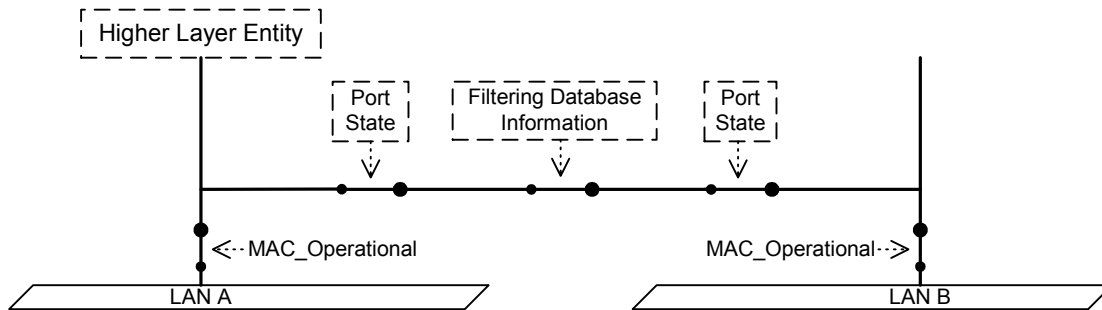 Higher Layer Entity
Port
State
Filtering Database
Information
Port
State
MAC_Operational
MAC_Operational
LAN A
LAN B